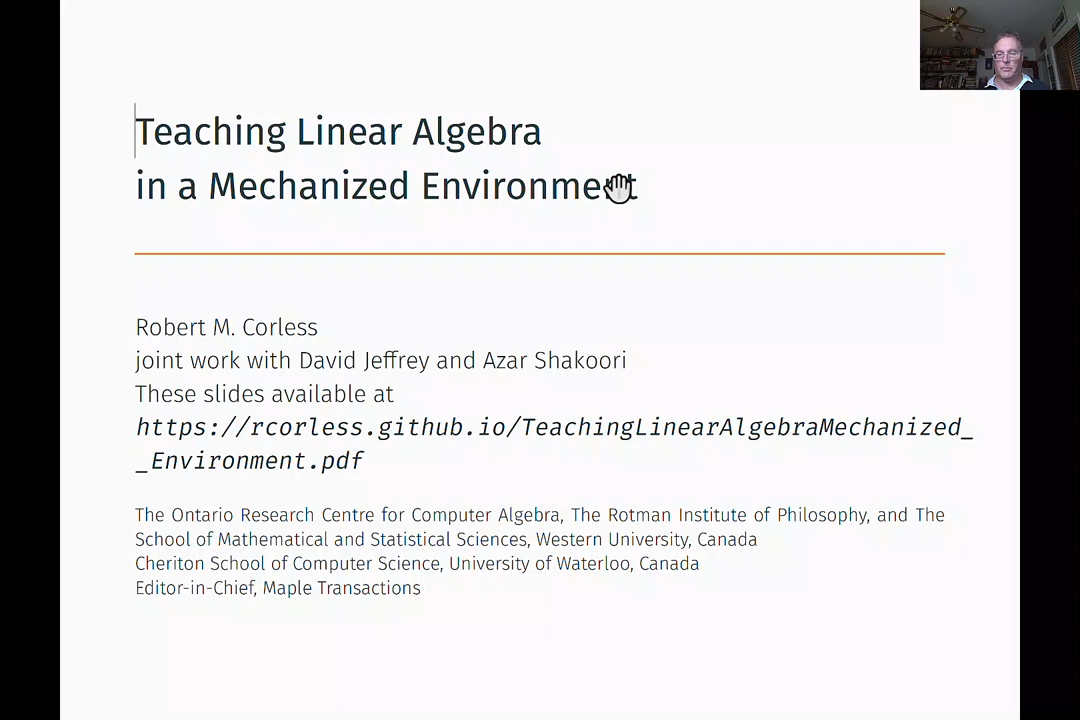 Teaching Linear Algebra
in a Mechanized Environment
Robert M. Corless
joint work with David Jeffrey and Azar Shakoori
These slides available at
https://rcorless.github.io/TeachingLinearAlgebraMechanized_
_Environment.pdf
The Ontario Research Centre for Computer Algebra, The Rotman Institute of Philosophy, and The
School of Mathematical and Statistical Sciences, Western University, Canada
Cheriton School of Computer Science, University of Waterloo, Canada
Editor-in-Chief, Maple Transactions